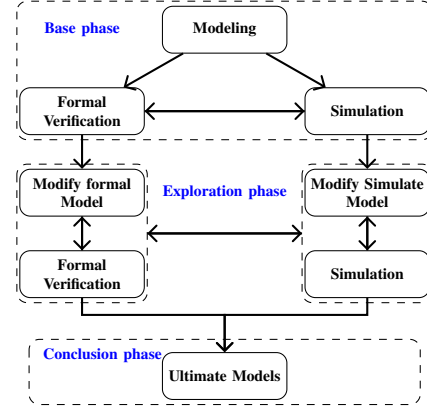 Base phase
Modeling
Formal
Verification
Simulation
Modify formal
Model
Exploration phase
Modify Simulate
Model
Formal
Verification
Simulation
Conclusion phase
Ultimate Models